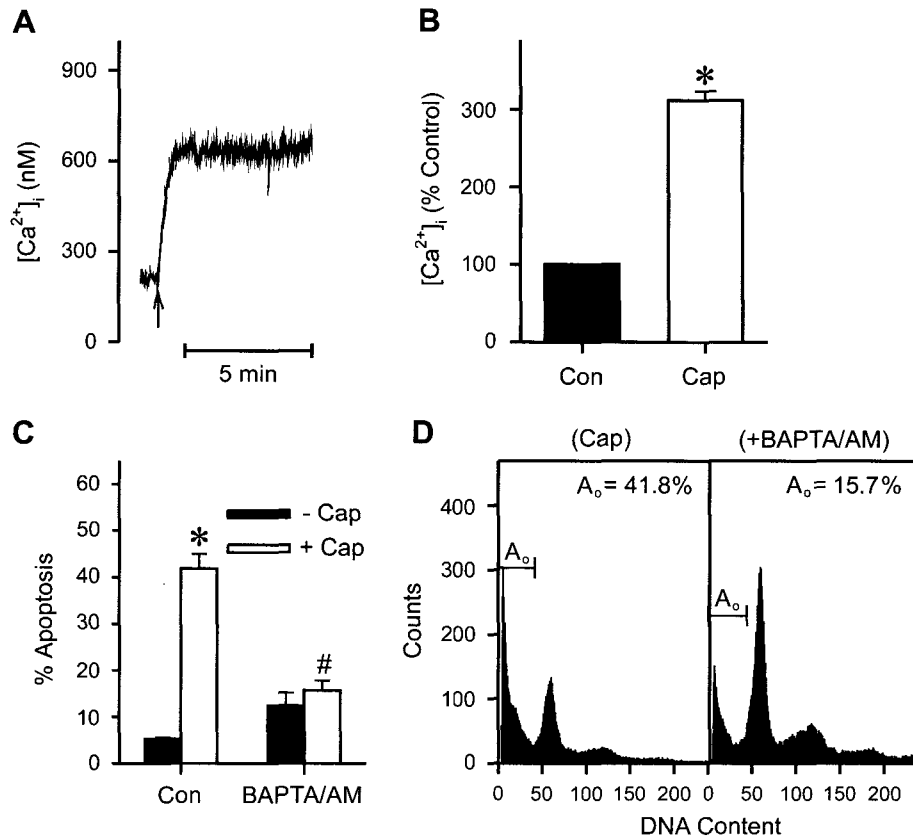 A
[Ca²⁺]ᵢ (nM)
900
600
300
0
5 min
B
[Ca²⁺]ᵢ (% Control)
300
200
100
0
*
Con
Cap
C
% Apoptosis
60
50
40
30
20
10
0
- Cap
+ Cap
*
#
Con
BAPTA/AM
D
(Cap)
(+BAPTA/AM)
Aₒ = 41.8%
Aₒ = 15.7%
Counts
400
300
200
100
0
Aₒ
Aₒ
0 50 100 150 200
0 50 100 150 200
DNA Content